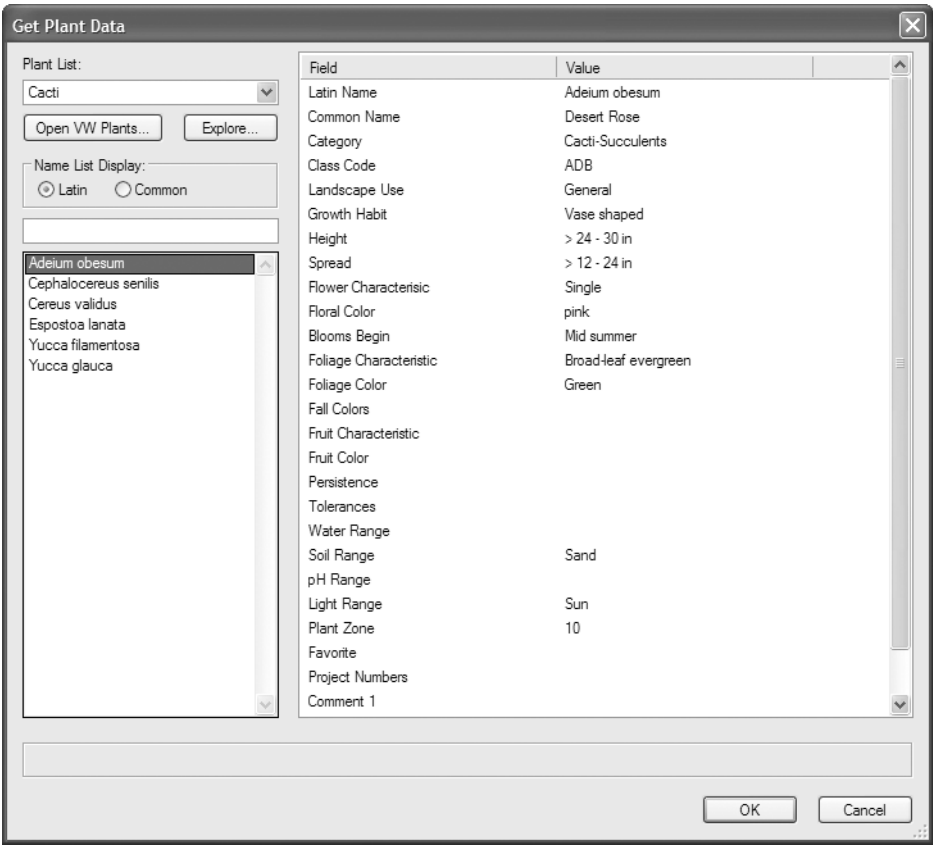 Get Plant Data
Plant List:
Cacti
Open VW Plants... Explore...
Name List Display:
Latin Common
Adeium obesum
Cephalocereus senilis
Cereus validus
Espostoa lanata
Yucca filamentosa
Yucca glauca
Field Value
Latin Name Adeium obesum
Common Name Desert Rose
Category Cacti-Succulents
Class Code ADB
Landscape Use General
Growth Habit Vase shaped
Height > 24 - 30 in
Spread > 12 - 24 in
Flower Characterisic Single
Floral Color pink
Blooms Begin Mid summer
Foliage Characteristic Broad-leaf evergreen
Foliage Color Green
Fall Colors
Fruit Characteristic
Fruit Color
Persistence
Tolerances
Water Range
Soil Range Sand
pH Range
Light Range Sun
Plant Zone 10
Favorite
Project Numbers
Comment 1
OK Cancel